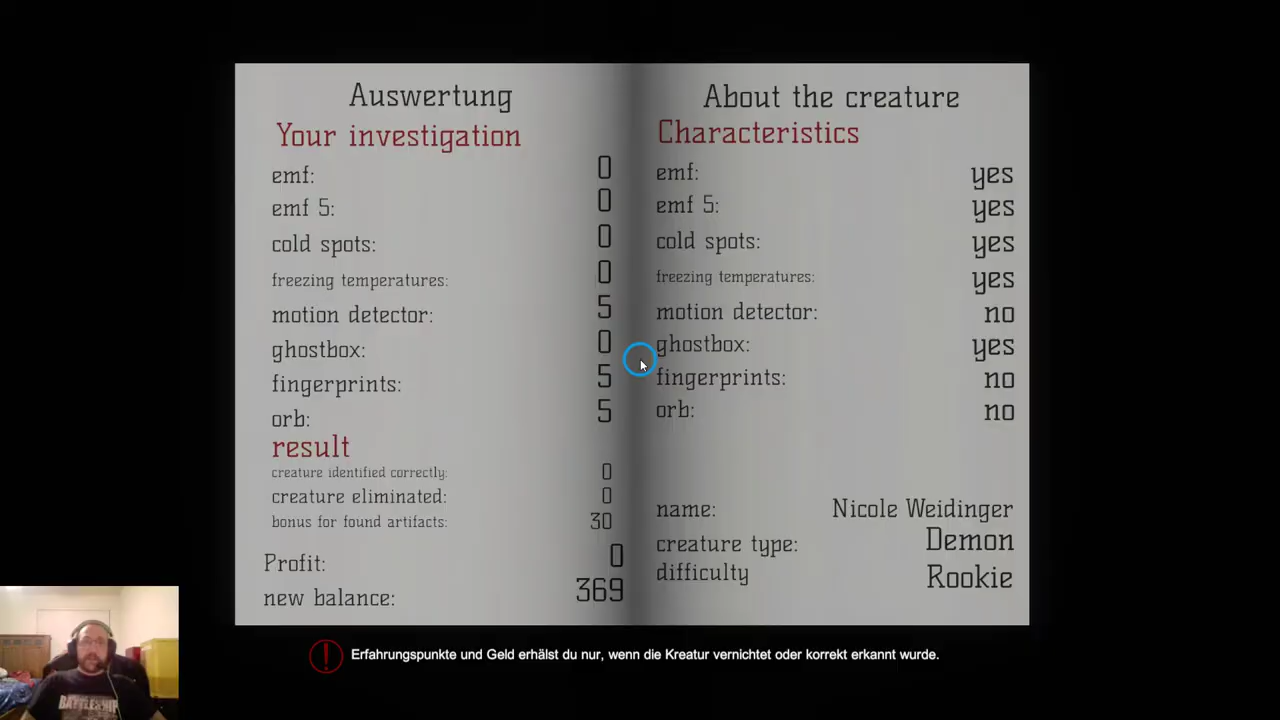 Auswertung
Your investigation
emf: 0
emf 5: 0
cold spots: 0
freezing temperatures: 0
motion detector: 5
ghostbox: 0
fingerprints: 5
orb: 5
result
creature identified correctly: 0
creature eliminated: 0
bonus for found artifacts: 30
Profit: 0
new balance: 369
About the creature
Characteristics
emf: yes
emf 5: yes
cold spots: yes
freezing temperatures: yes
motion detector: no
ghostbox: yes
fingerprints: no
orb: no
name: Nicole Weidinger
creature type: Demon
difficulty Rookie
Erfahrungspunkte und Geld erhälst du nur, wenn die Kreatur vernichtet oder korrekt erkannt wurde.
BATTLESHIP